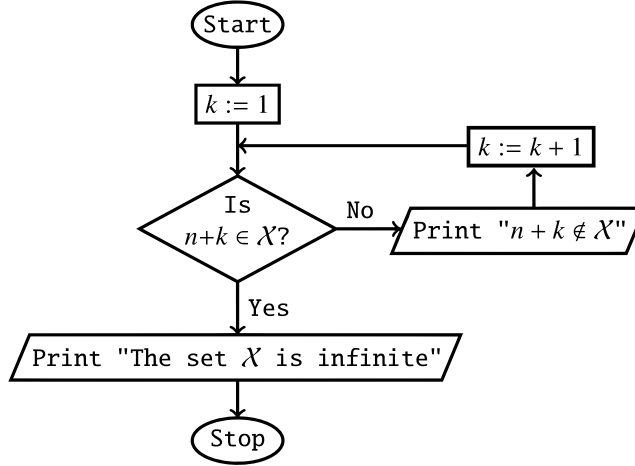 Start
k := 1
k := k + 1
Is
n+k ∈ 𝒳?
No
Print "n + k ∉ 𝒳"
Yes
Print "The set 𝒳 is infinite"
Stop